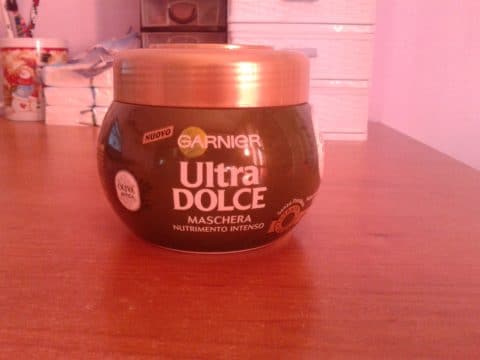 NUOVO
GARNIER
Ultra
DOLCE
MASCHERA
NUTRIMENTO INTENSO